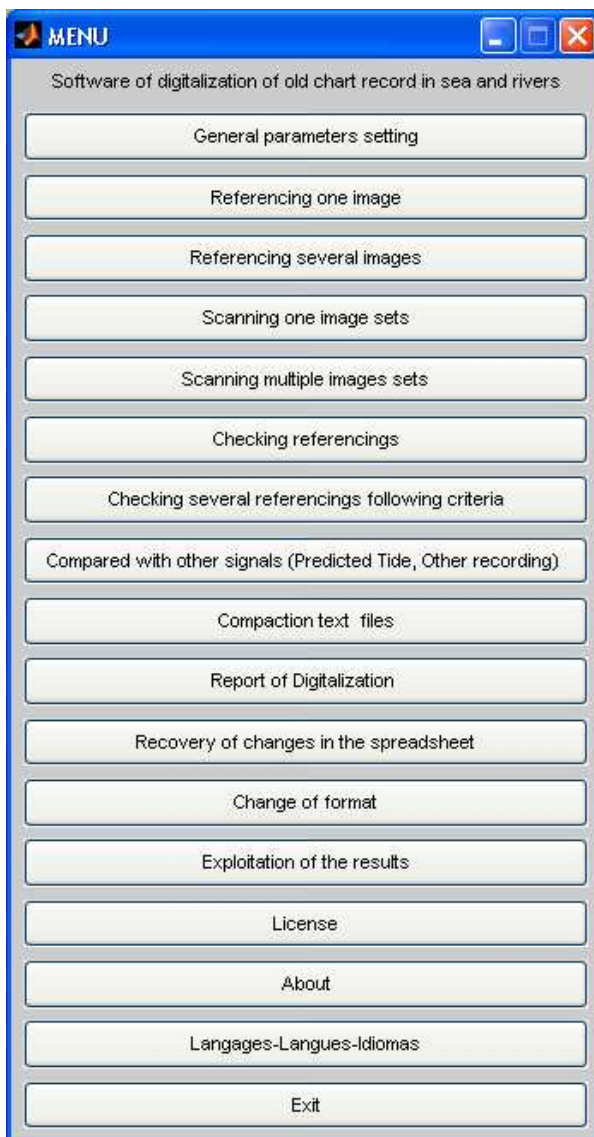 MENU
Software of digitalization of old chart record in sea and rivers
General parameters setting
Referencing one image
Referencing several images
Scanning one image sets
Scanning multiple images sets
Checking referencings
Checking several referencings following criteria
Compared with other signals (Predicted Tide, Other recording)
Compaction text files
Report of Digitalization
Recovery of changes in the spreadsheet
Change of format
Exploitation of the results
License
About
Langages-Langues-Idiomas
Exit